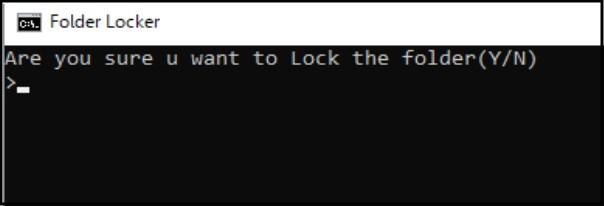 Folder Locker
Are you sure u want to Lock the folder(Y/N)
>